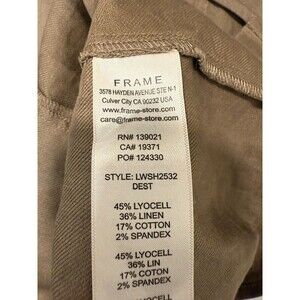 FRAME
3578 HAYDEN AVENUE STE N-1
Culver City CA 90232 USA
www.frame-store.com
care@frame-store.com
RN# 139021
CA# 19371
PO# 124330
STYLE: LWSH2532
DEST
45% LYOCELL
36% LINEN
17% COTTON
2% SPANDEX
45% LYOCELL
36% LIN
17% COTON
2% SPANDEX